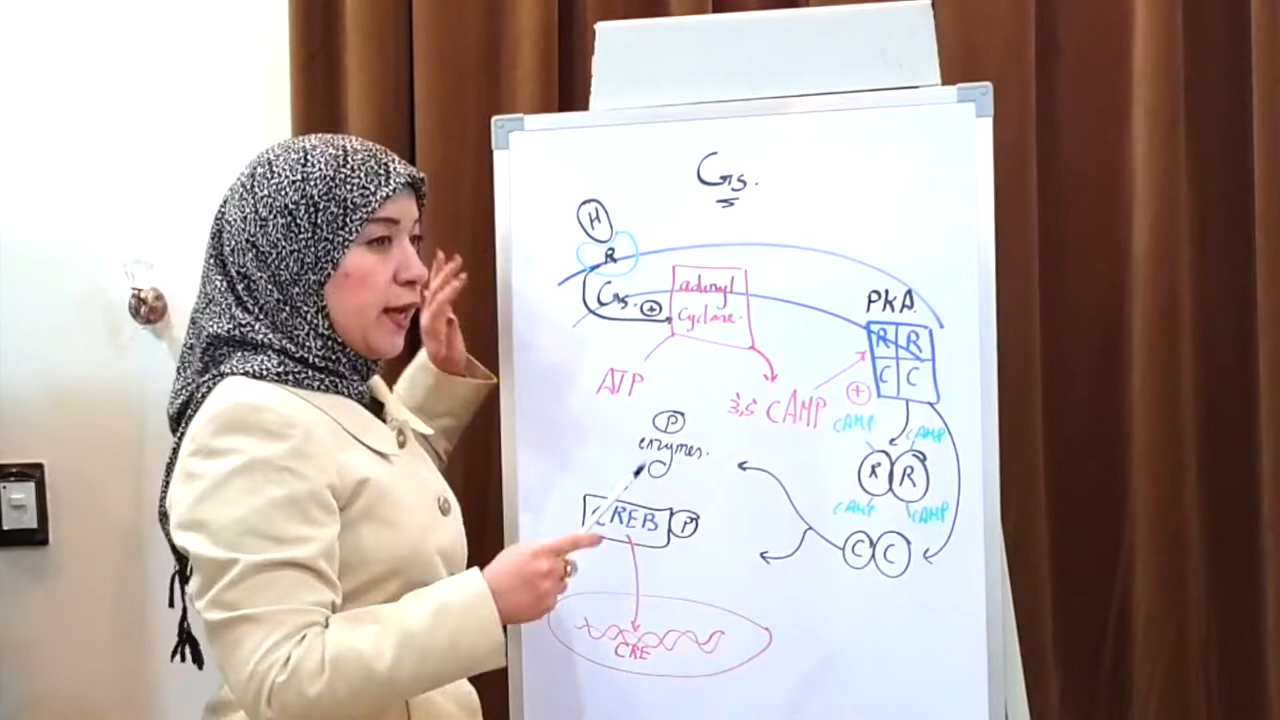 Gs.
H
R
Gs. +
adenyl
cyclase.
PKA.
R R
C C
ATP
3,5 cAMP
+
cAMP cAMP
R R
cAMP cAMP
C C
P
enzymes.
CREB P
CRE